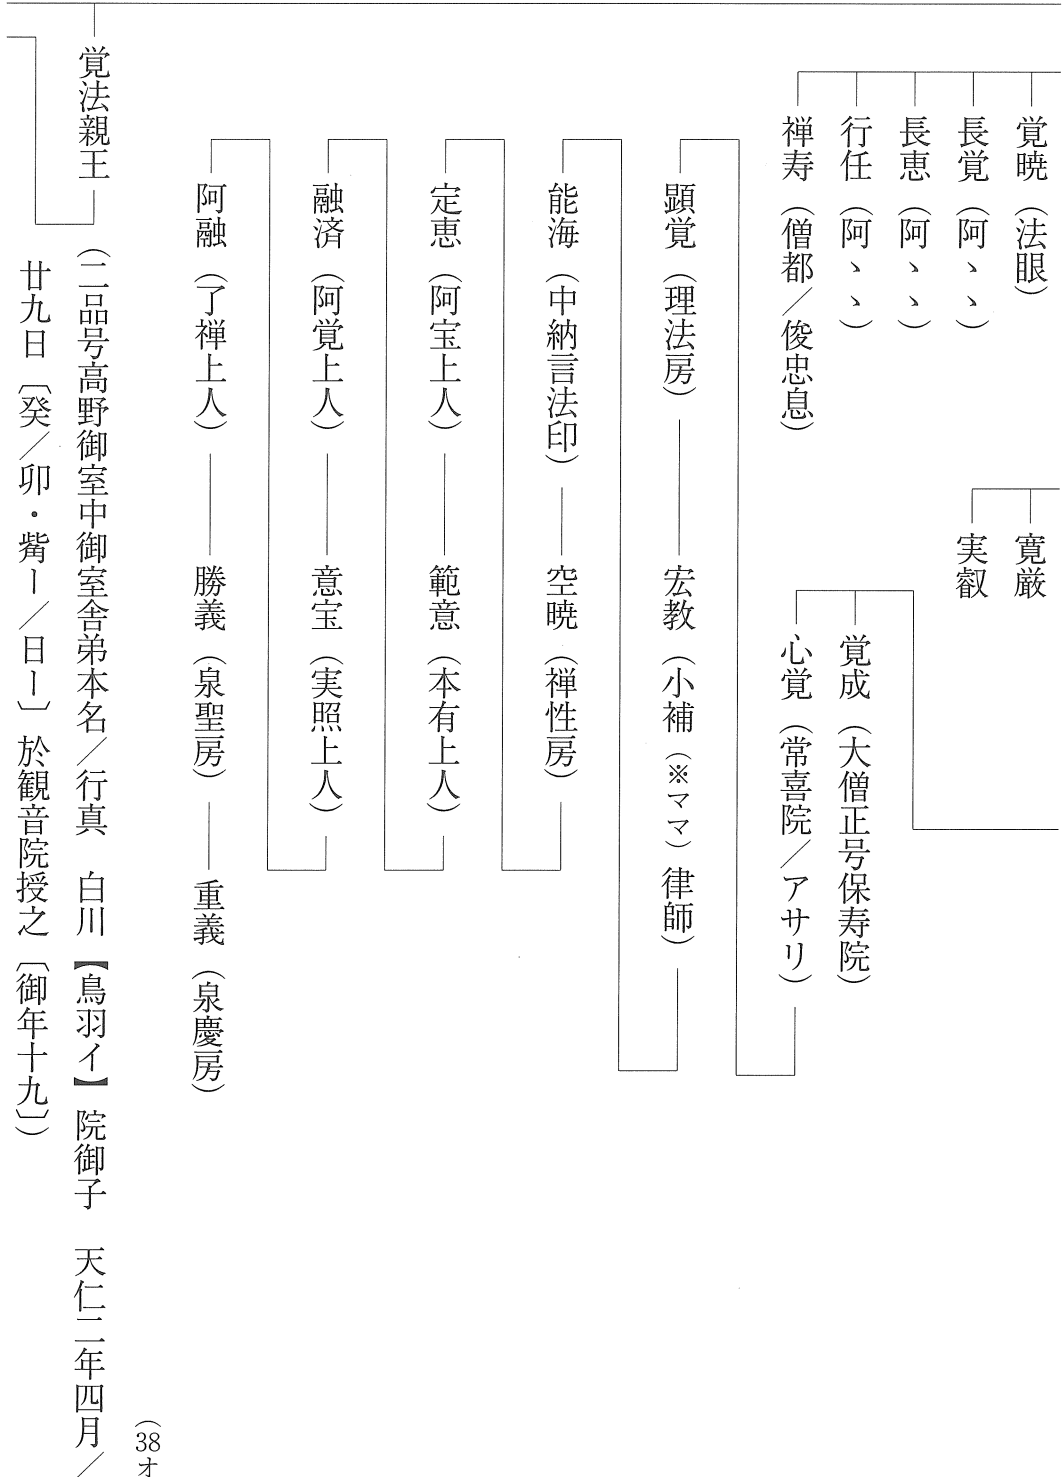 覚暁（法眼）
長覚（阿ゝゝ）
長恵（阿ゝゝ）
行任（阿ゝゝ）
禅寿（僧都／俊忠息）
寛厳
実叡
覚成（大僧正号保寿院）
心覚（常喜院／アサリ）
顕覚（理法房）
宏教（小補（※ママ）律師）
能海（中納言法印）
空暁（禅性房）
定恵（阿宝上人）
範意（本有上人）
融済（阿覚上人）
意宝（実照上人）
阿融（了禅上人）
勝義（泉聖房）
重義（泉慶房）
（38オ
覚法親王
（二品号高野御室中御室舎弟本名／行真　白川【鳥羽イ】院御子　天仁二年四月／
廿九日〔癸／卯・觜ー／日ー〕於観音院授之〔御年十九〕）